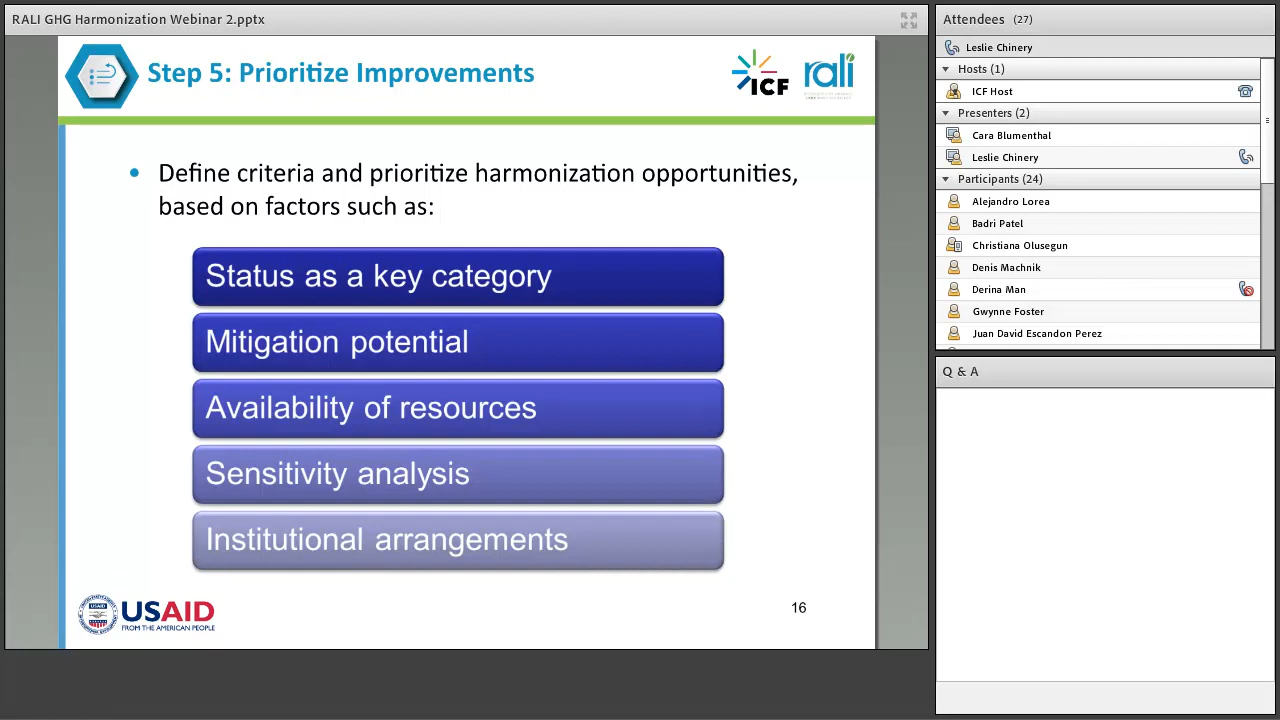 RALI GHG Harmonization Webinar 2.pptx
Step 5: Prioritize Improvements
ICF
rali
• Define criteria and prioritize harmonization opportunities,
based on factors such as:
Status as a key category
Mitigation potential
Availability of resources
Sensitivity analysis
Institutional arrangements
USAID
FROM THE AMERICAN PEOPLE
16
Attendees (27)
Leslie Chinery
Hosts (1)
ICF Host
Presenters (2)
Cara Blumenthal
Leslie Chinery
Participants (24)
Alejandro Lorea
Badri Patel
Christiana Olusegun
Denis Machnik
Derina Man
Gwynne Foster
Juan David Escandon Perez
Q & A